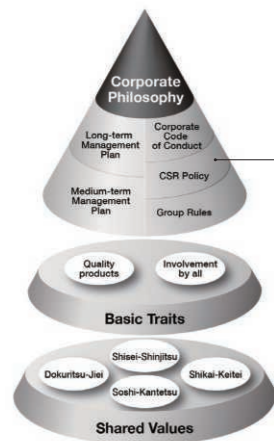 Corporate
Philosophy
Long-term
Management
Plan
Corporate
Code
of Conduct
CSR Policy
Medium-term
Management
Plan
Group Rules
Quality
products
Involvement
by all
Basic Traits
Shisei-Shinjitsu
Dokuritsu-Jiei
Shikai-Keitei
Soshi-Kantetsu
Shared Values